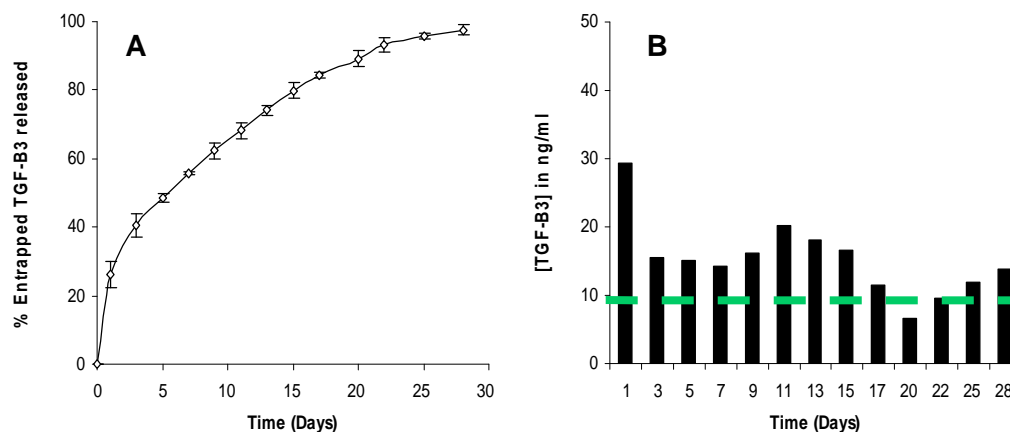 A
% Entrapped TGF-B3 released
100
80
60
40
20
0
0 5 10 15 20 25 30
Time (Days)
B
[TGF-B3] in ng/ml
50
40
30
20
10
0
1 3 5 7 9 11 13 15 17 20 22 25 28
Time (Days)